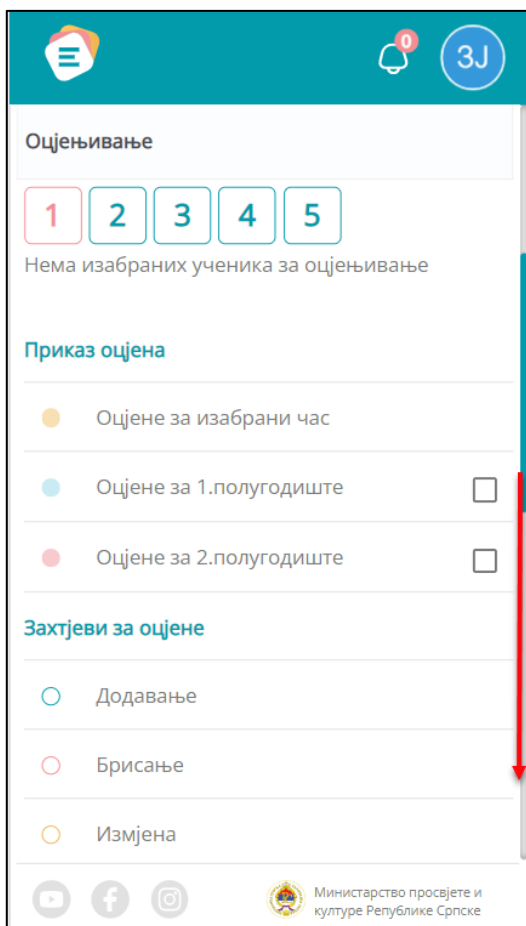 0
ЗЈ
Оцјењивање
1 2 3 4 5
Нема изабраних ученика за оцјењивање
Приказ оцјена
Оцјене за изабрани час
Оцјене за 1.полугодиште
Оцјене за 2.полугодиште
Захтјеви за оцјене
Додавање
Брисање
Измјена
Министарство просвјете и
културе Републике Српске